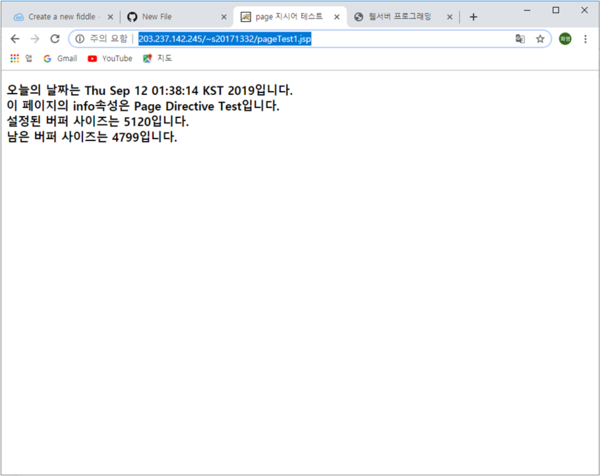 Create a new fiddle -
New File
page 지시어 테스트
웹서버 프로그래밍
주의 요함
203.237.142.245/~s20171332/pageTest1.jsp
앱
Gmail
YouTube
지도
오늘의 날짜는 Thu Sep 12 01:38:14 KST 2019입니다.
이 페이지의 info속성은 Page Directive Test입니다.
설정된 버퍼 사이즈는 5120입니다.
남은 버퍼 사이즈는 4799입니다.